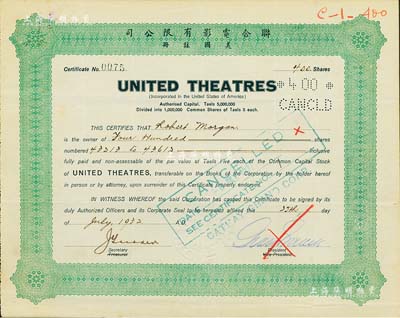 司公限有影電合聯
冊註國美
C-1-400
Certificate No. 0075
400 Shares
UNITED THEATRES
(Incorporated in the United States of America)
Authorised Capital, Taels 5,000,000
Divided into 1,000,000 Common Shares of Taels 5 each.
*400*
CANCLD
THIS CERTIFIES THAT Robert Morgan
is the owner of Four Hundred shares
numbered 48213 to 48613 inclusive
fully paid and non-assessable of the par value of Taels Five each of the Common Capital Stock
UNITED THEATRES, transferable on the Books of the Corporation by the holder hereof
in person or by attorney, upon surrender of this Certificate properly endorsed.
CANCELLED
SEE CERTIFICATE
IN WITNESS WHEREOF the said Corporation has caused this Certificate to be signed by its
duly Authorized Officers and its Corporate Seal to be hereunto affixed this
day
of July 1932
Secretary
Treasurer
President
Vice-President